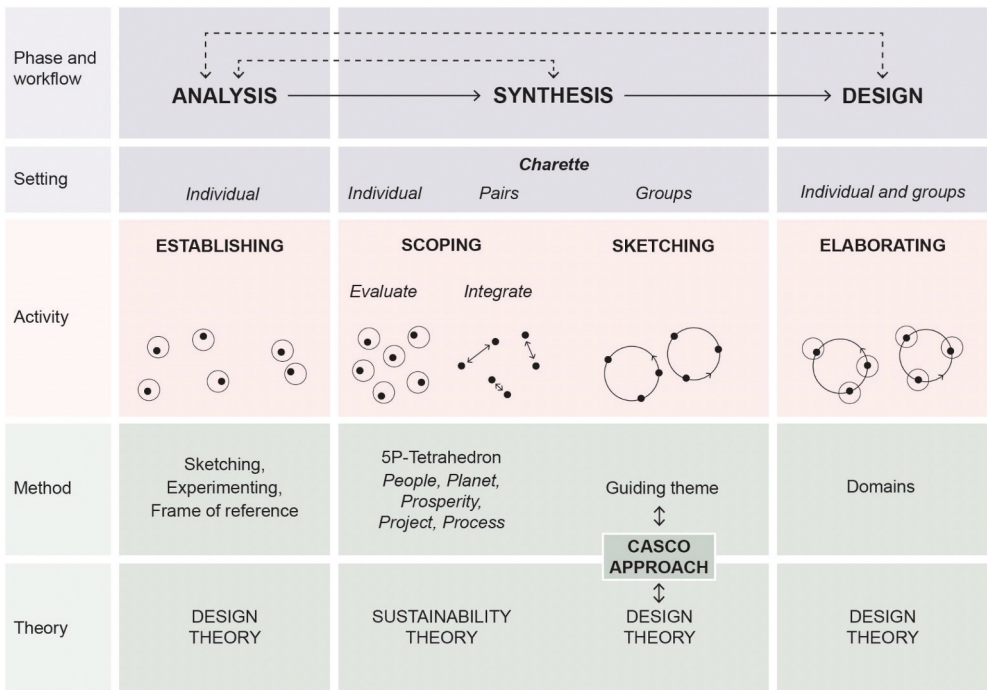 Phase and
workflow
ANALYSIS
SYNTHESIS
DESIGN
Setting
Charette
Individual
Individual
Pairs
Groups
Individual and groups
Activity
ESTABLISHING
SCOPING
SKETCHING
ELABORATING
Evaluate
Integrate
Method
Sketching,
Experimenting,
Frame of reference
5P-Tetrahedron
People, Planet,
Prosperity,
Project, Process
Guiding theme
Domains
CASCO
APPROACH
Theory
DESIGN
THEORY
SUSTAINABILITY
THEORY
DESIGN
THEORY
DESIGN
THEORY